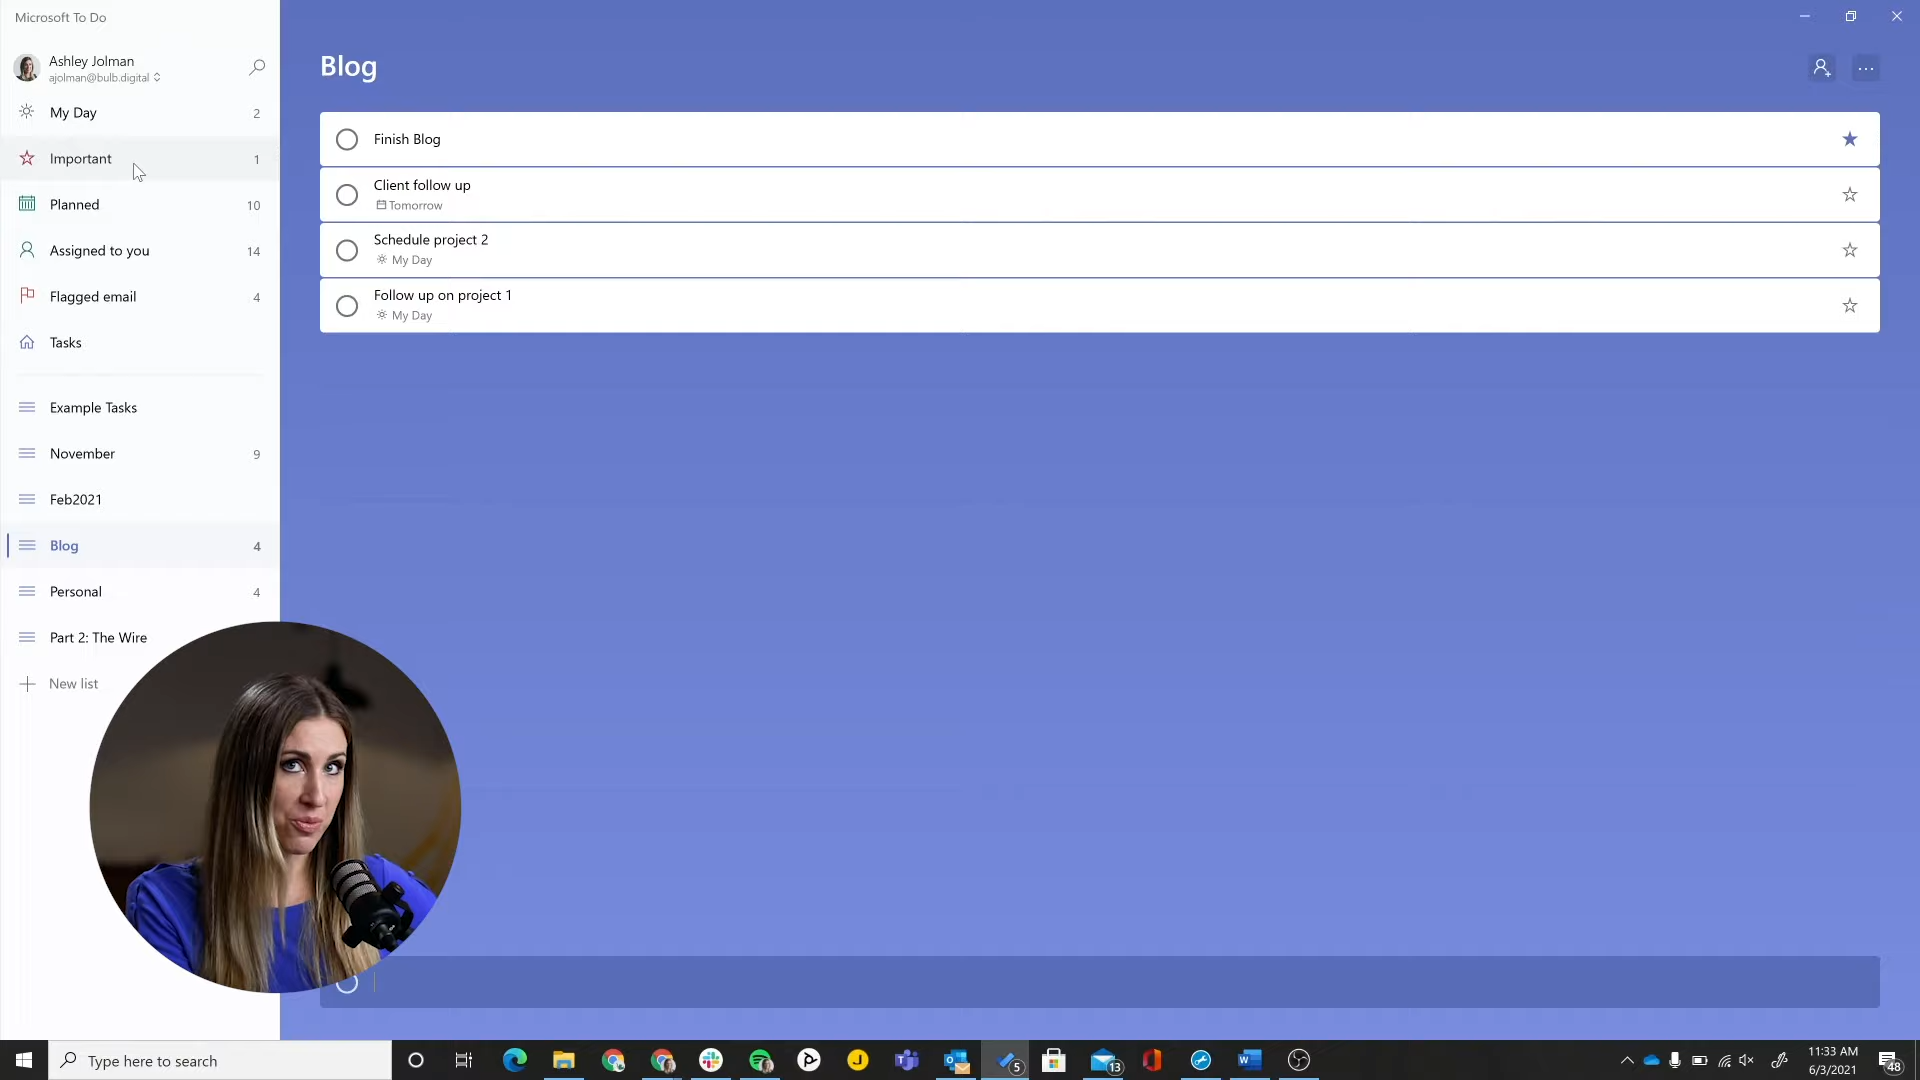 Microsoft To Do
Ashley Jolman
ajolman@bulb.digital
My Day 2
Important 1
Planned 10
Assigned to you 14
Flagged email 4
Tasks
Example Tasks
November 9
Feb2021
Blog 4
Personal 4
Part 2: The Wire
New list
Blog
Finish Blog
Client follow up
Tomorrow
Schedule project 2
My Day
Follow up on project 1
My Day
Type here to search
5
13
11:33 AM
6/3/2021
48